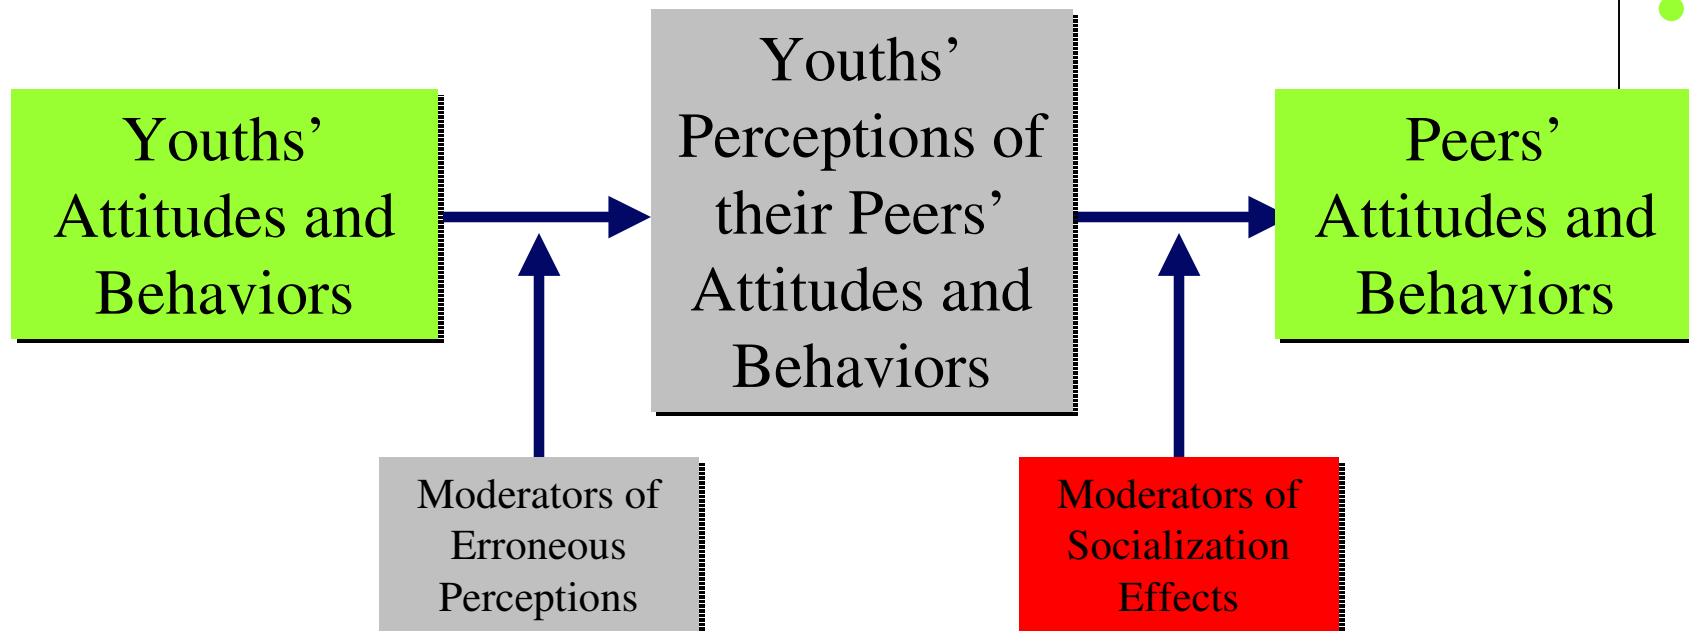 Youths’
Attitudes and
Behaviors
Youths’
Perceptions of
their Peers’
Attitudes and
Behaviors
Peers’
Attitudes and
Behaviors
Moderators of
Erroneous
Perceptions
Moderators of
Socialization
Effects